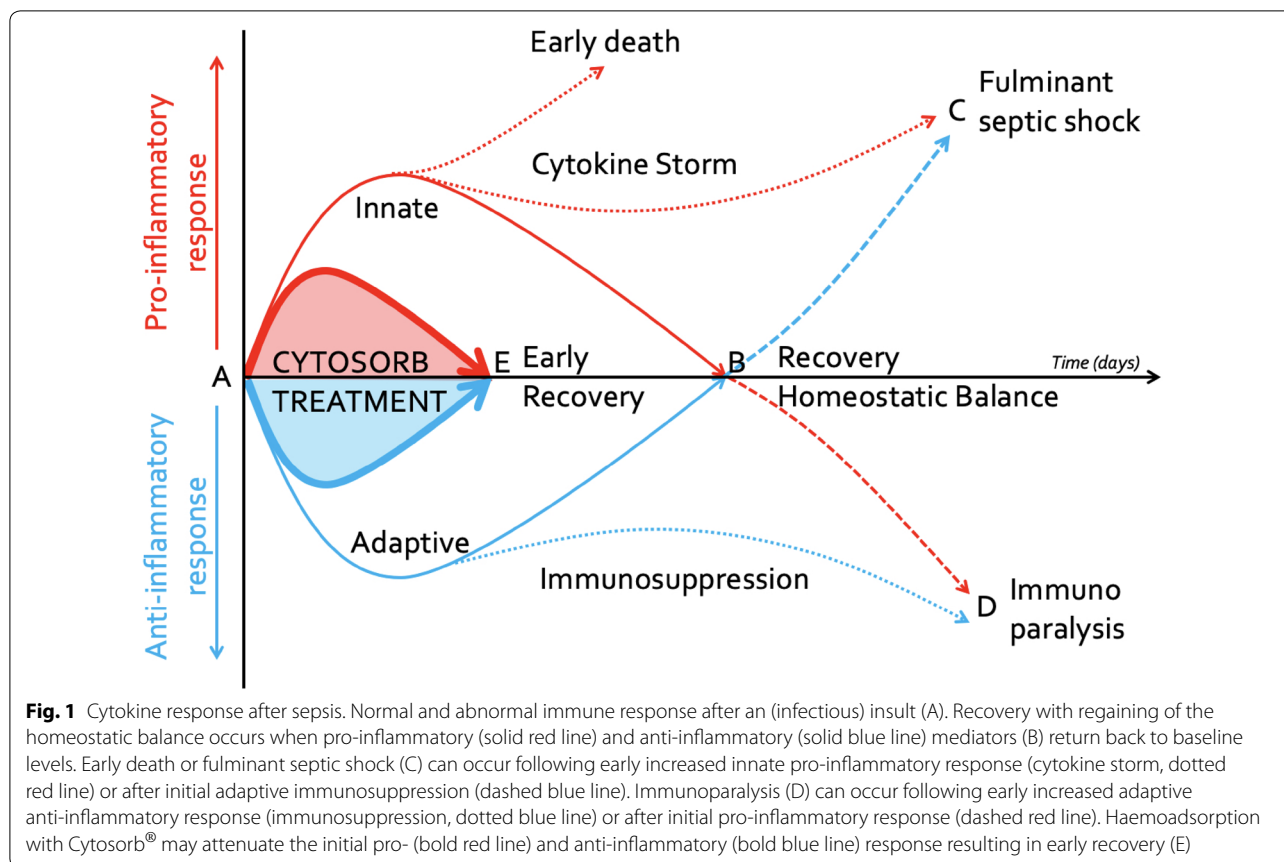 Early death
Fulminant
C septic shock
Cytokine Storm
Pro-inflammatory
response
Innate
CYTOSORB
E Early
B Recovery
Time (days)
A
TREATMENT
Recovery
Homeostatic Balance
Anti-inflammatory
response
Adaptive
Immunosuppression
D Immuno
paralysis
Fig. 1 Cytokine response after sepsis. Normal and abnormal immune response after an (infectious) insult (A). Recovery with regaining of the
homeostatic balance occurs when pro-inflammatory (solid red line) and anti-inflammatory (solid blue line) mediators (B) return back to baseline
levels. Early death or fulminant septic shock (C) can occur following early increased innate pro-inflammatory response (cytokine storm, dotted
red line) or after initial adaptive immunosuppression (dashed blue line). Immunoparalysis (D) can occur following early increased adaptive
anti-inflammatory response (immunosuppression, dotted blue line) or after initial pro-inflammatory response (dashed red line). Haemoadsorption
with Cytosorb® may attenuate the initial pro- (bold red line) and anti-inflammatory (bold blue line) response resulting in early recovery (E)